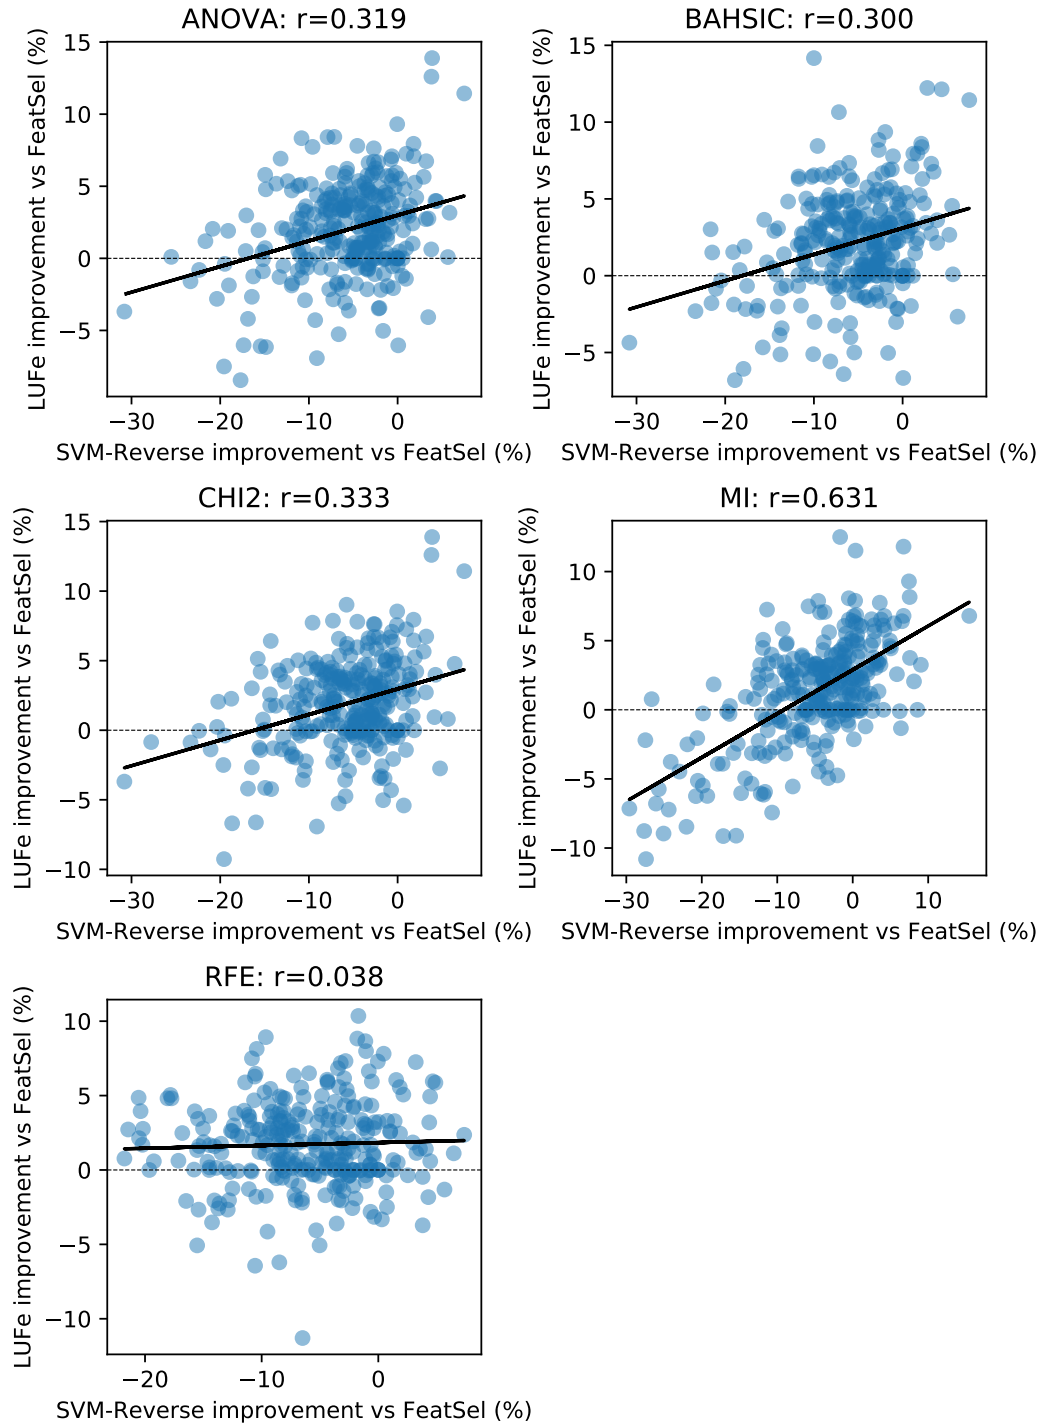 ANOVA: r=0.319
LUFe improvement vs FeatSel (%)
15
10
5
0
−5
−30 −20 −10 0
SVM-Reverse improvement vs FeatSel (%)
BAHSIC: r=0.300
LUFe improvement vs FeatSel (%)
15
10
5
0
−5
−30 −20 −10 0
SVM-Reverse improvement vs FeatSel (%)
CHI2: r=0.333
LUFe improvement vs FeatSel (%)
15
10
5
0
−5
−10
−30 −20 −10 0
SVM-Reverse improvement vs FeatSel (%)
MI: r=0.631
LUFe improvement vs FeatSel (%)
10
5
0
−5
−10
−30 −20 −10 0 10
SVM-Reverse improvement vs FeatSel (%)
RFE: r=0.038
LUFe improvement vs FeatSel (%)
10
5
0
−5
−10
−20 −10 0
SVM-Reverse improvement vs FeatSel (%)